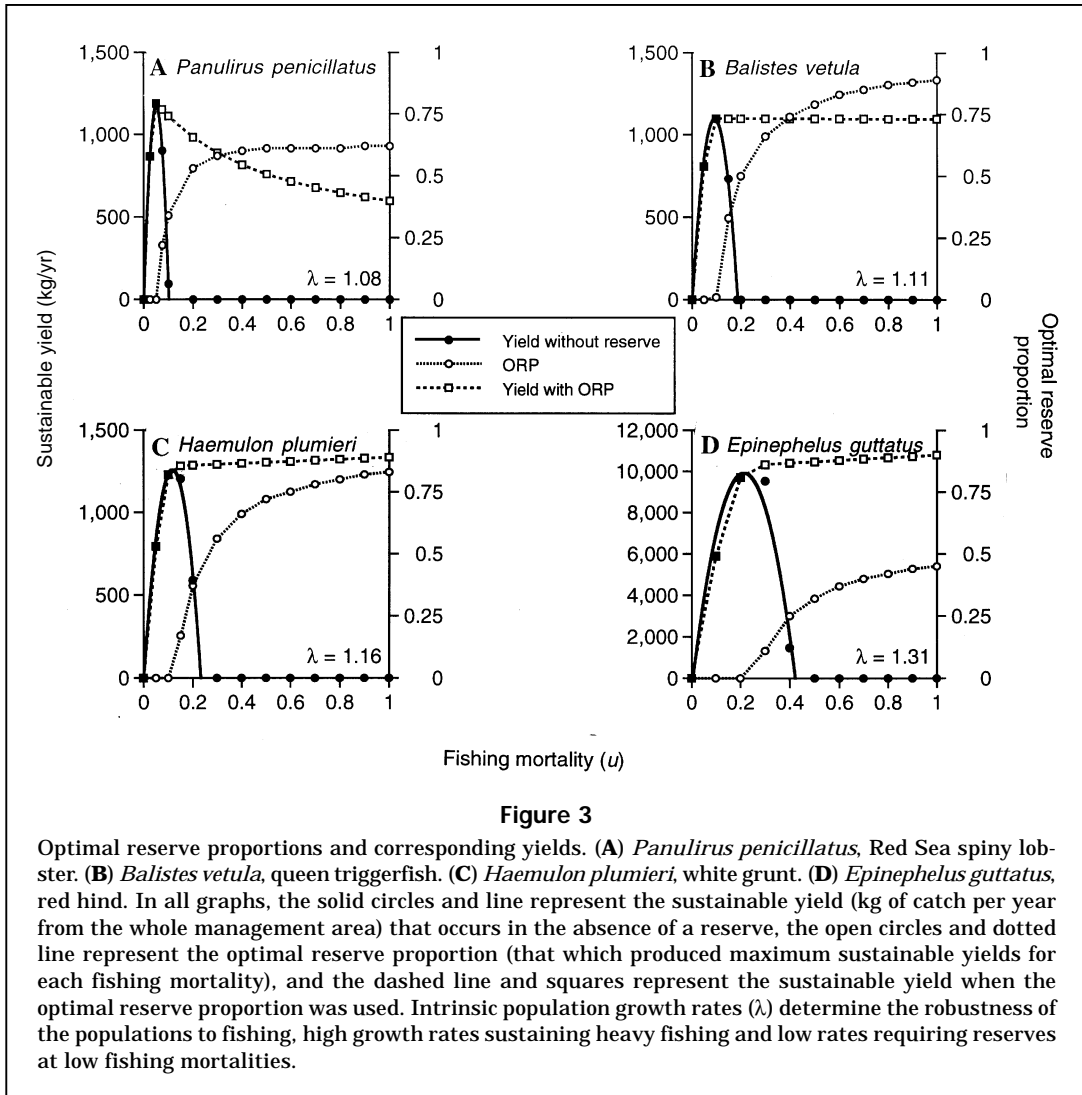 1,500
1,000
500
0
1
0.75
0.5
0.25
0
A Panulirus penicillatus
λ = 1.08
0 0.2 0.4 0.6 0.8 1
1,500
1,000
500
0
1
0.75
0.5
0.25
0
B Balistes vetula
λ = 1.11
0 0.2 0.4 0.6 0.8 1
Yield without reserve
ORP
Yield with ORP
Sustainable yield (kg/yr)
Optimal reserve
proportion
1,500
1,000
500
0
1
0.75
0.5
0.25
0
C Haemulon plumieri
λ = 1.16
0 0.2 0.4 0.6 0.8 1
12,000
10,000
8,000
6,000
4,000
2,000
0
1
0.75
0.5
0.25
0
D Epinephelus guttatus
λ = 1.31
0 0.2 0.4 0.6 0.8 1
Fishing mortality (u)
Figure 3
Optimal reserve proportions and corresponding yields. (A) Panulirus penicillatus, Red Sea spiny lob-
ster. (B) Balistes vetula, queen triggerfish. (C) Haemulon plumieri, white grunt. (D) Epinephelus guttatus,
red hind. In all graphs, the solid circles and line represent the sustainable yield (kg of catch per year
from the whole management area) that occurs in the absence of a reserve, the open circles and dotted
line represent the optimal reserve proportion (that which produced maximum sustainable yields for
each fishing mortality), and the dashed line and squares represent the sustainable yield when the
optimal reserve proportion was used. Intrinsic population growth rates (λ) determine the robustness of
the populations to fishing, high growth rates sustaining heavy fishing and low rates requiring reserves
at low fishing mortalities.